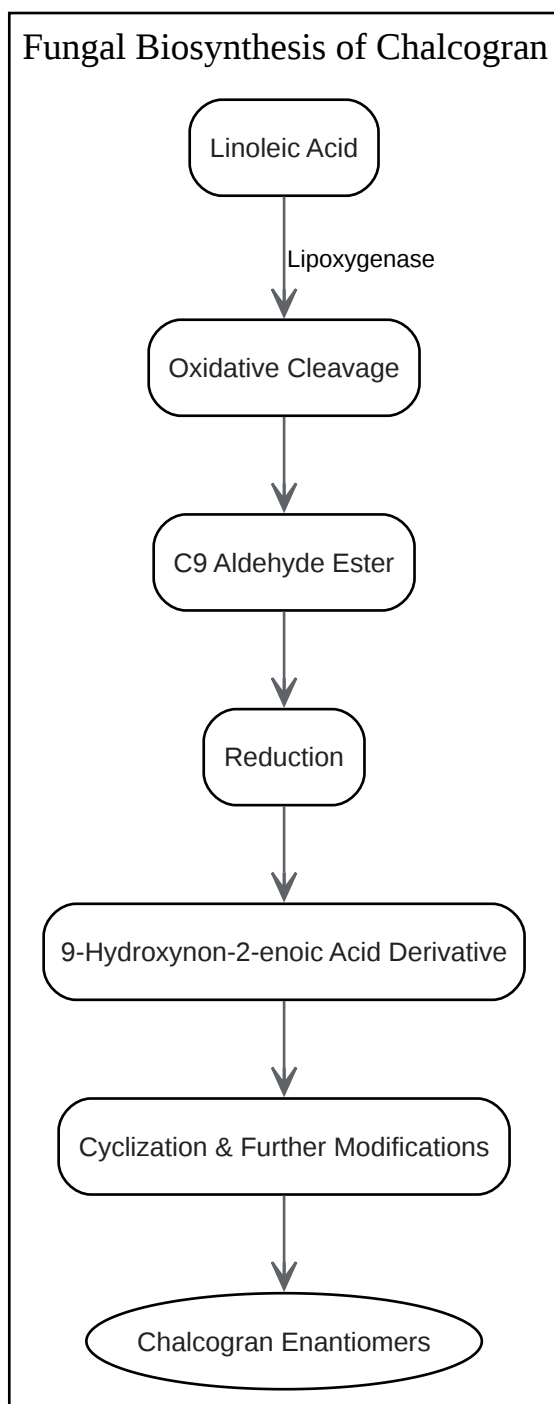 Fungal Biosynthesis of Chalcogran
Linoleic Acid
Lipoxygenase
Oxidative Cleavage
C9 Aldehyde Ester
Reduction
9-Hydroxynon-2-enoic Acid Derivative
Cyclization & Further Modifications
Chalcogran Enantiomers